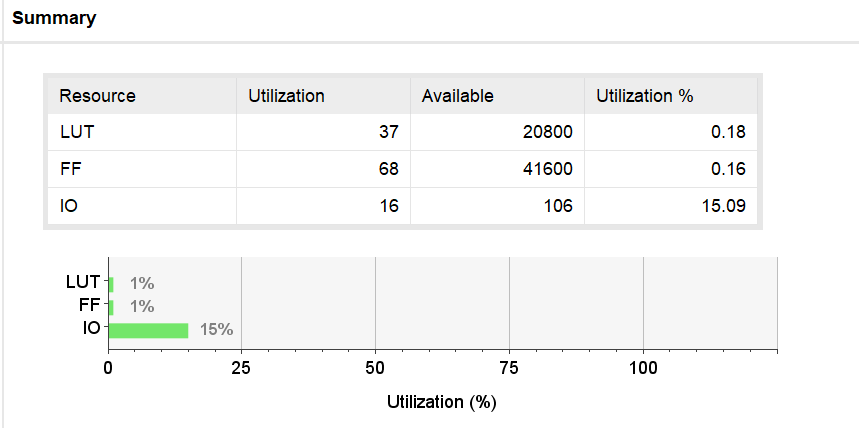 Summary
Resource Utilization Available Utilization %
LUT 37 20800 0.18
FF 68 41600 0.16
IO 16 106 15.09
LUT 1%
FF 1%
IO 15%
0 25 50 75 100
Utilization (%)